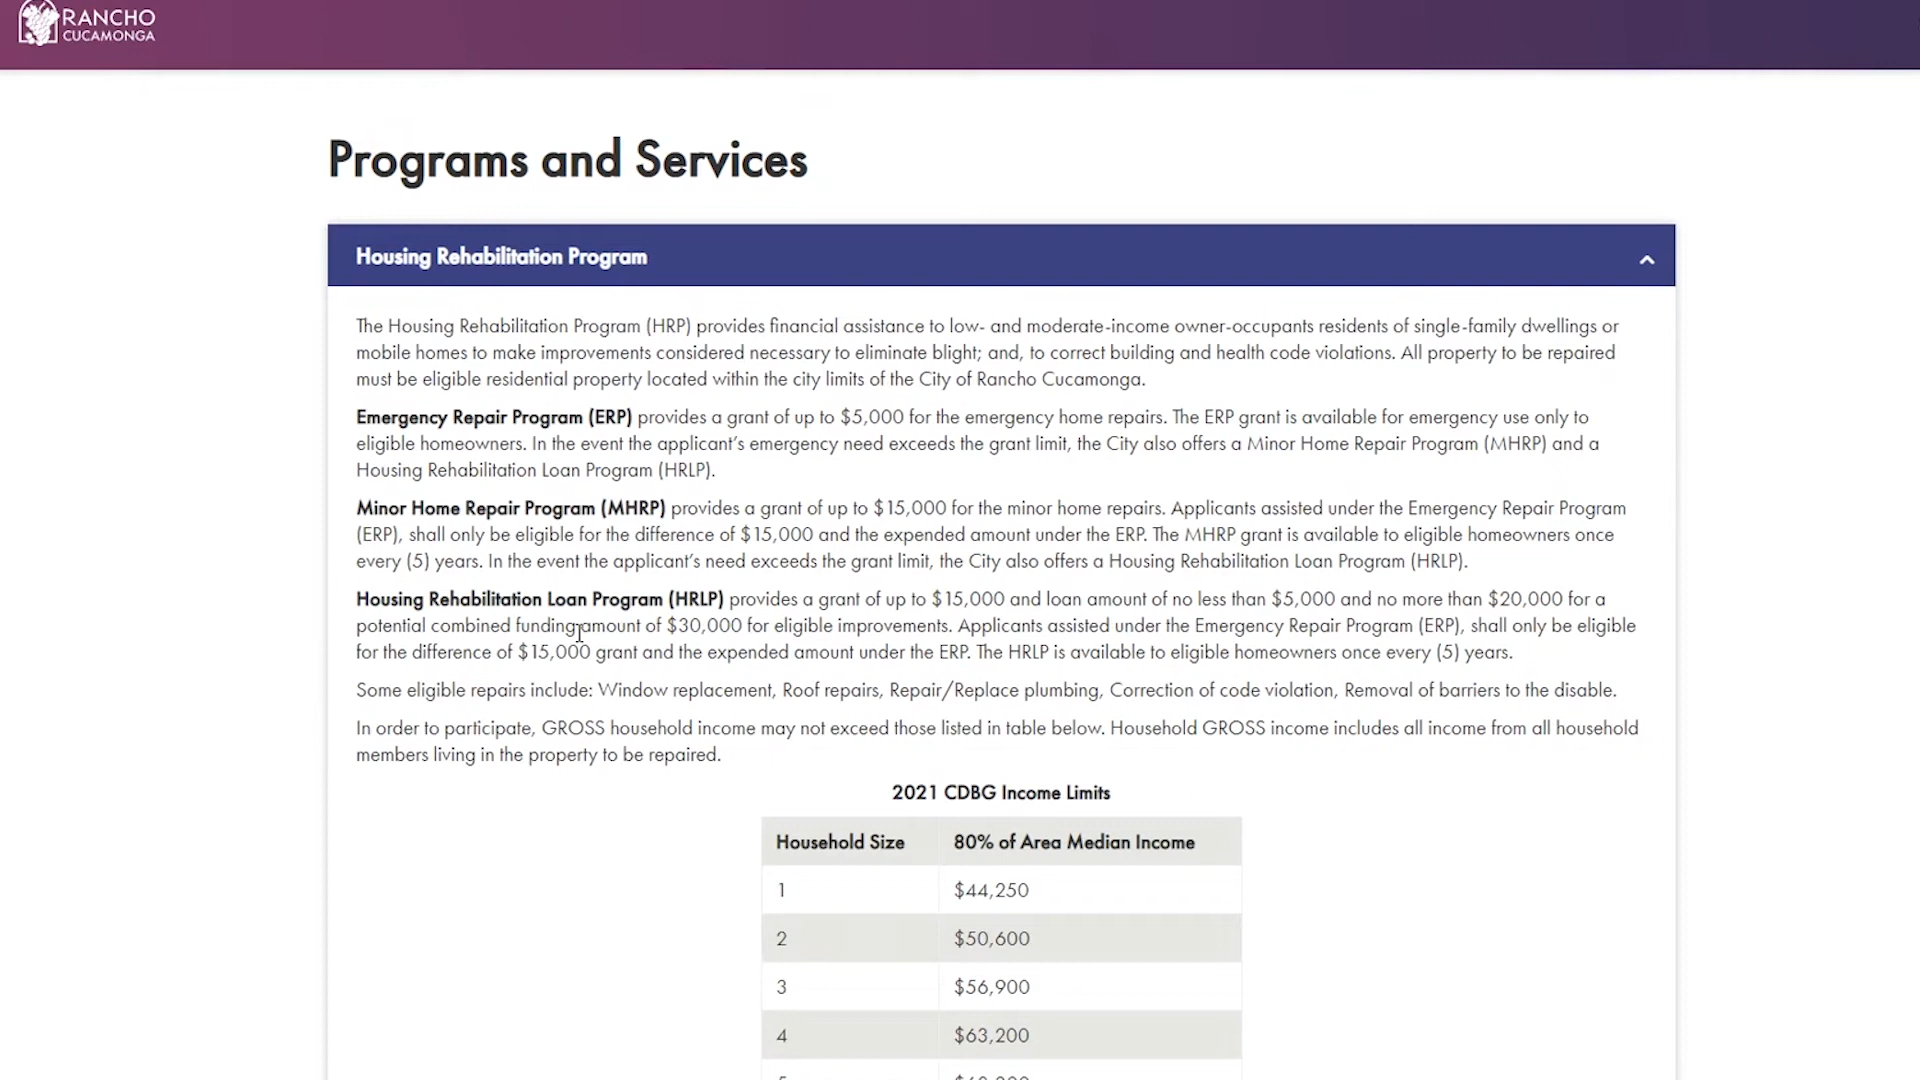 RANCHO
CUCAMONGA
Programs and Services
Housing Rehabilitation Program
The Housing Rehabilitation Program (HRP) provides financial assistance to low- and moderate-income owner-occupants residents of single-family dwellings or
mobile homes to make improvements considered necessary to eliminate blight; and, to correct building and health code violations. All property to be repaired
must be eligible residential property located within the city limits of the City of Rancho Cucamonga.
Emergency Repair Program (ERP) provides a grant of up to $5,000 for the emergency home repairs. The ERP grant is available for emergency use only to
eligible homeowners. In the event the applicant's emergency need exceeds the grant limit, the City also offers a Minor Home Repair Program (MHRP) and a
Housing Rehabilitation Loan Program (HRLP).
Minor Home Repair Program (MHRP) provides a grant of up to $15,000 for the minor home repairs. Applicants assisted under the Emergency Repair Program
(ERP), shall only be eligible for the difference of $15,000 and the expended amount under the ERP. The MHRP grant is available to eligible homeowners once
every (5) years. In the event the applicant's need exceeds the grant limit, the City also offers a Housing Rehabilitation Loan Program (HRLP).
Housing Rehabilitation Loan Program (HRLP) provides a grant of up to $15,000 and loan amount of no less than $5,000 and no more than $20,000 for a
potential combined funding amount of $30,000 for eligible improvements. Applicants assisted under the Emergency Repair Program (ERP), shall only be eligible
for the difference of $15,000 grant and the expended amount under the ERP. The HRLP is available to eligible homeowners once every (5) years.
Some eligible repairs include: Window replacement, Roof repairs, Repair/Replace plumbing, Correction of code violation, Removal of barriers to the disable.
In order to participate, GROSS household income may not exceed those listed in table below. Household GROSS income includes all income from all household
members living in the property to be repaired.
2021 CDBG Income Limits
Household Size 80% of Area Median Income
1 $44,250
2 $50,600
3 $56,900
4 $63,200